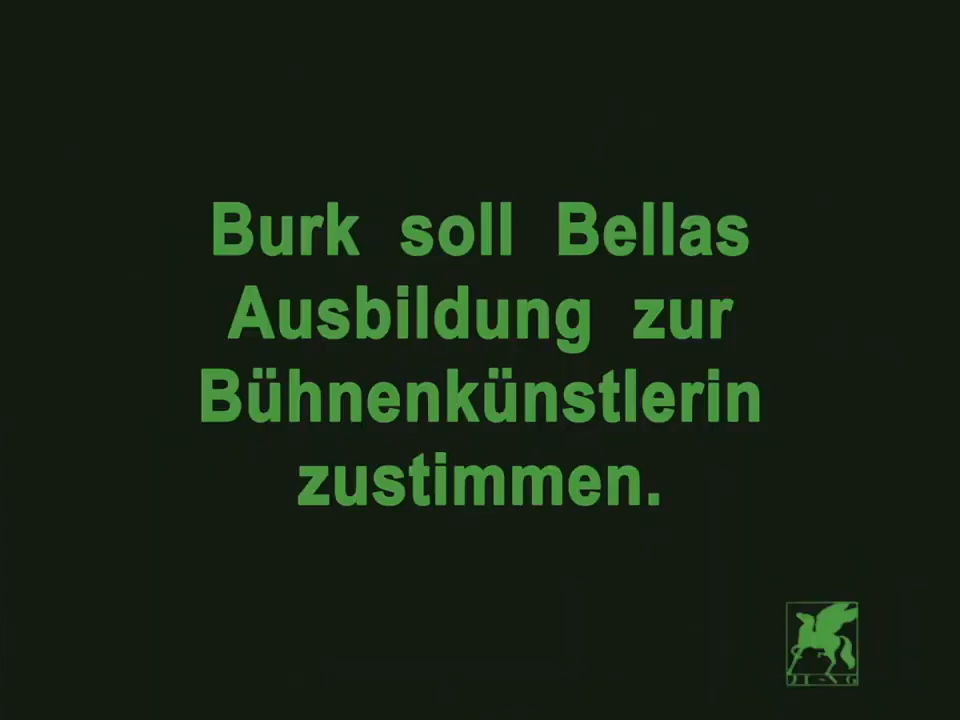 Burk soll Bellas
Ausbildung zur
Bühnenkünstlerin
zustimmen.